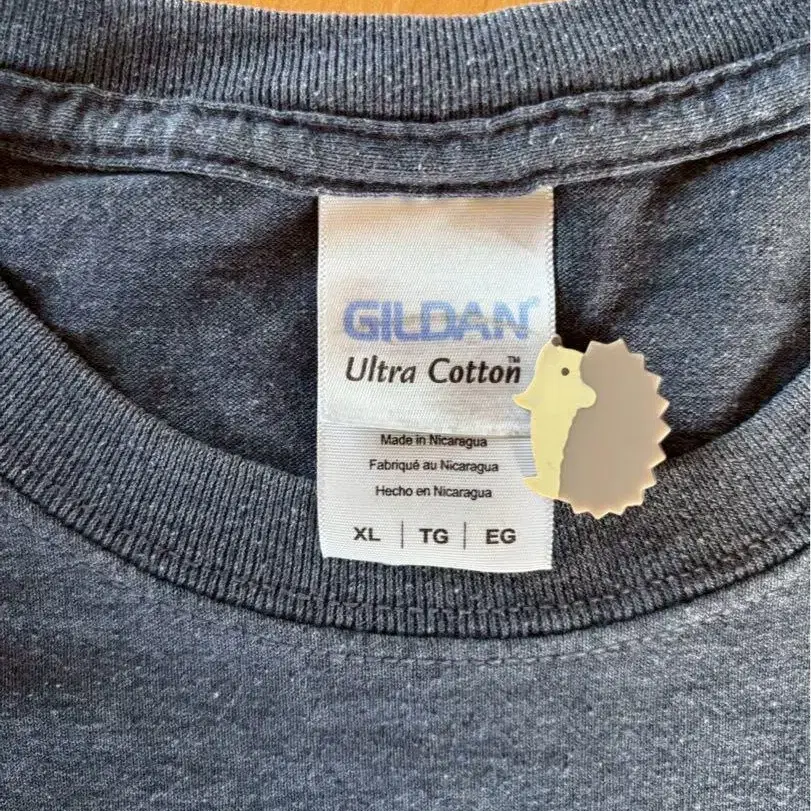 GILDAN®
Ultra Cotton™
Made in Nicaragua
Fabriqué au Nicaragua
Hecho en Nicaragua
XL | TG | EG